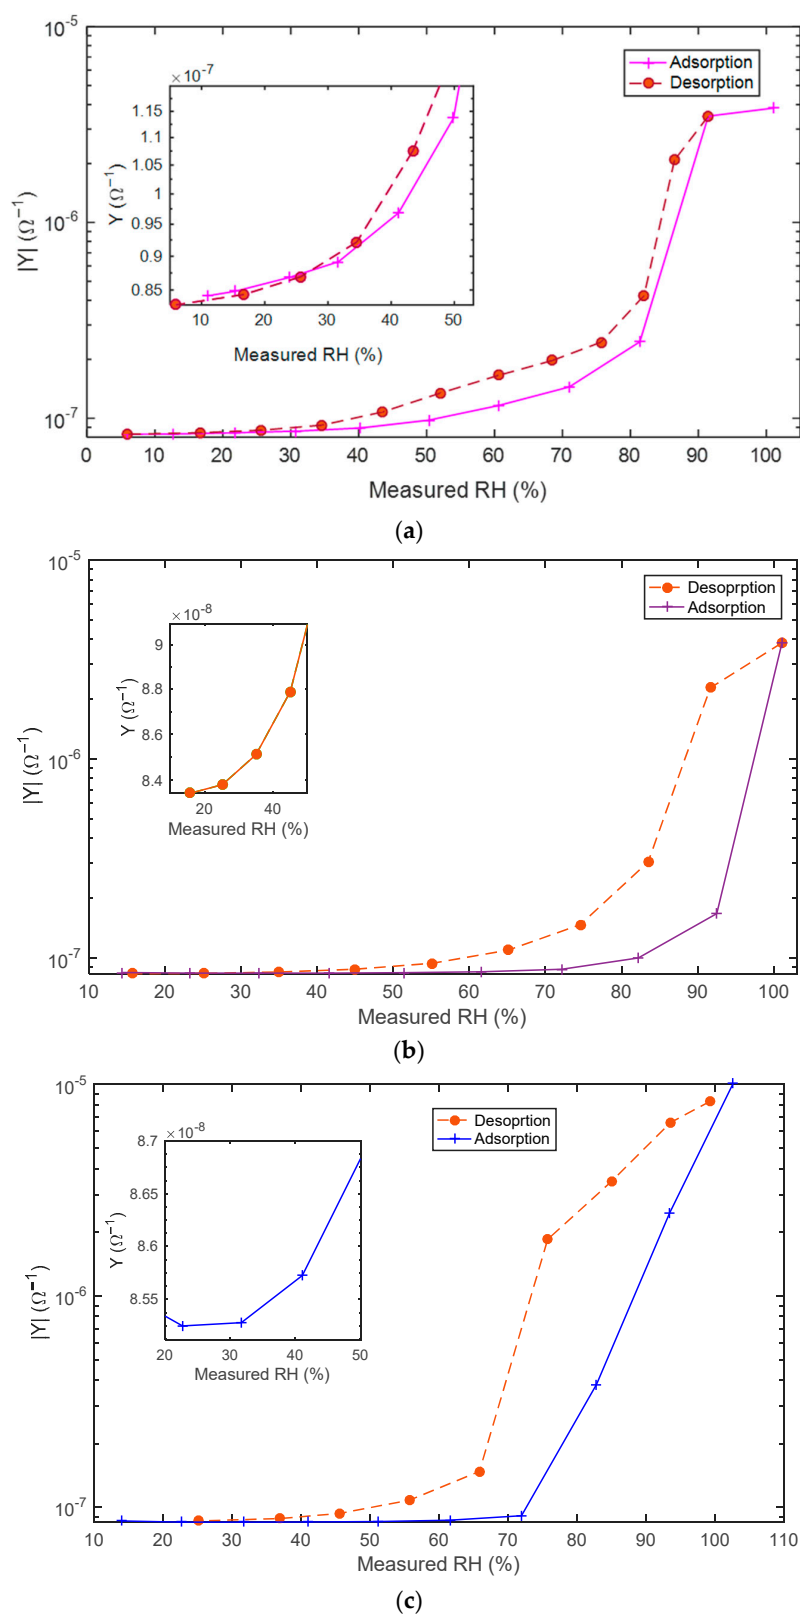 10^-5
Adsorption
Desorption
×10^-7
1.15
1.1
1.05
1
0.95
0.9
0.85
Y (Ω^-1)
10 20 30 40 50
Measured RH (%)
|Y| (Ω^-1)
10^-6
10^-7
0 10 20 30 40 50 60 70 80 90 100
Measured RH (%)
(a)
10^-5
Desoprption
Adsorption
×10^-8
9
8.8
8.6
8.4
Y (Ω^-1)
20 40
Measured RH (%)
|Y| (Ω^-1)
10^-6
10^-7
10 20 30 40 50 60 70 80 90 100
Measured RH (%)
(b)
10^-5
Desoprtion
Adsorption
×10^-8
8.7
8.65
8.6
8.55
Y (Ω^-1)
20 30 40 50
Measured RH (%)
|Y| (Ω^-1)
10^-6
10^-7
10 20 30 40 50 60 70 80 90 100 110
Measured RH (%)
(c)